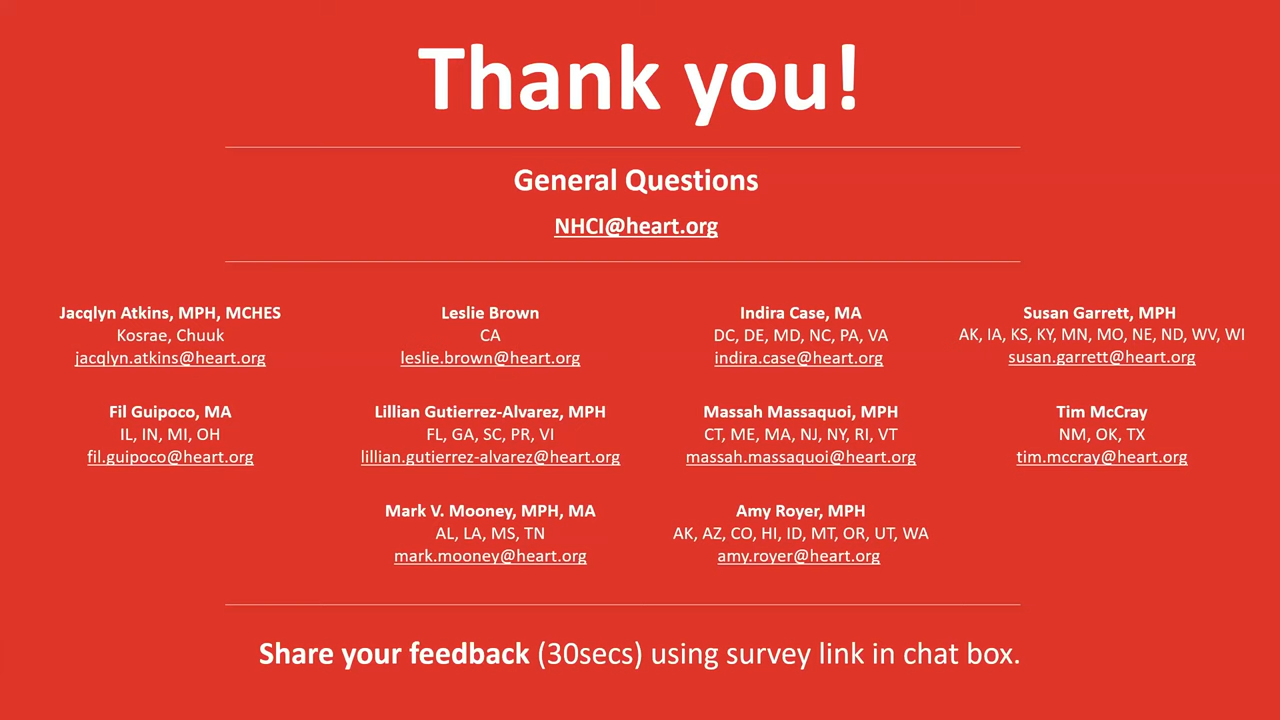 Thank you!
General Questions
NHCI@heart.org
Jacqlyn Atkins, MPH, MCHES
Kosrae, Chuuk
jacqlyn.atkins@heart.org
Leslie Brown
CA
leslie.brown@heart.org
Indira Case, MA
DC, DE, MD, NC, PA, VA
indira.case@heart.org
Susan Garrett, MPH
AK, IA, KS, KY, MN, MO, NE, ND, WV, WI
susan.garrett@heart.org
Fil Guipoco, MA
IL, IN, MI, OH
fil.guipoco@heart.org
Lillian Gutierrez-Alvarez, MPH
FL, GA, SC, PR, VI
lillian.gutierrez-alvarez@heart.org
Massah Massaquoi, MPH
CT, ME, MA, NJ, NY, RI, VT
massah.massaquoi@heart.org
Tim McCray
NM, OK, TX
tim.mccray@heart.org
Mark V. Mooney, MPH, MA
AL, LA, MS, TN
mark.mooney@heart.org
Amy Royer, MPH
AK, AZ, CO, HI, ID, MT, OR, UT, WA
amy.royer@heart.org
Share your feedback (30secs) using survey link in chat box.